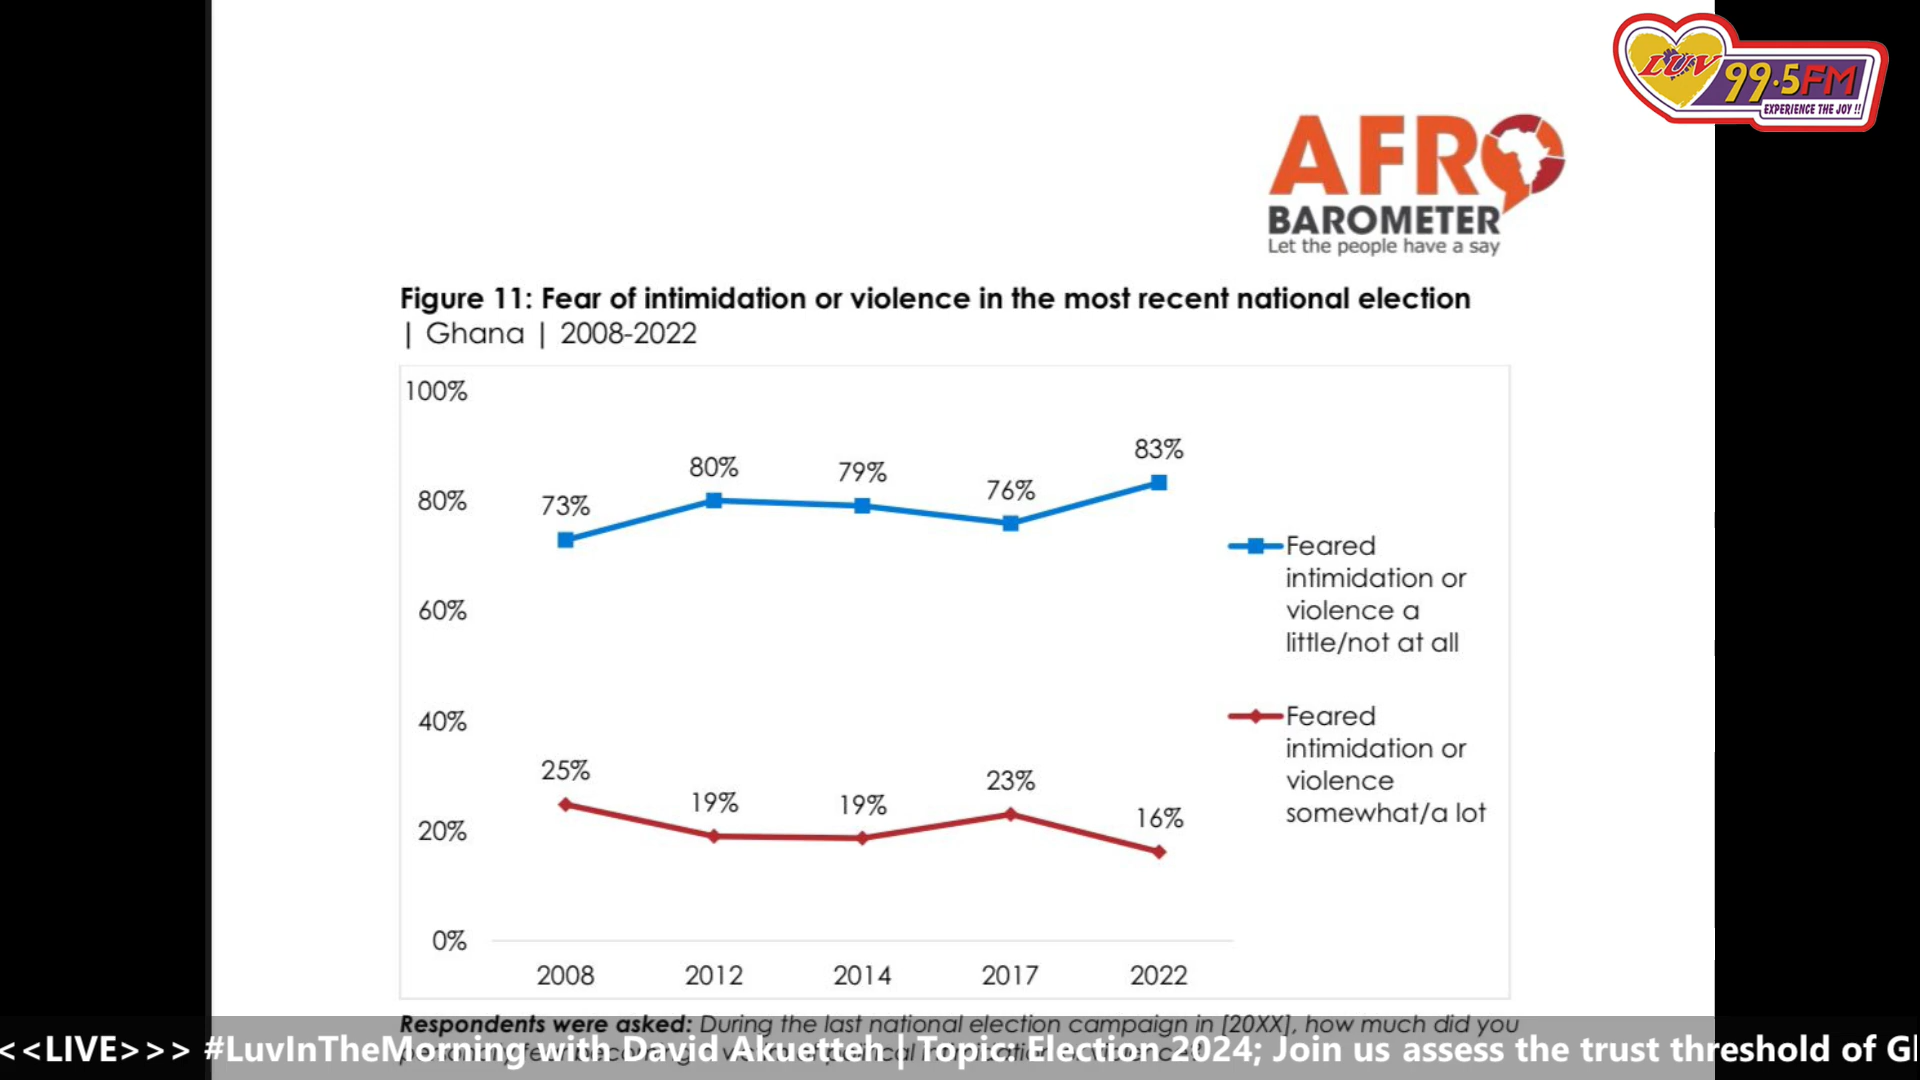 LUV 99.5FM
EXPERIENCE THE JOY !!
AFRO
BAROMETER
Let the people have a say
Figure 11: Fear of intimidation or violence in the most recent national election
| Ghana | 2008-2022
100%
80%
60%
40%
20%
0%
73%
80%
79%
76%
83%
25%
19%
19%
23%
16%
2008
2012
2014
2017
2022
Feared
intimidation or
violence a
little/not at all
Feared
intimidation or
violence
somewhat/a lot
Respondents were asked: During the last national election campaign in [20XX], how much did you
<<LIVE>>> #LuvInTheMorning with David Akuetteh | Topic: Election 2024; Join us assess the trust threshold of Gl